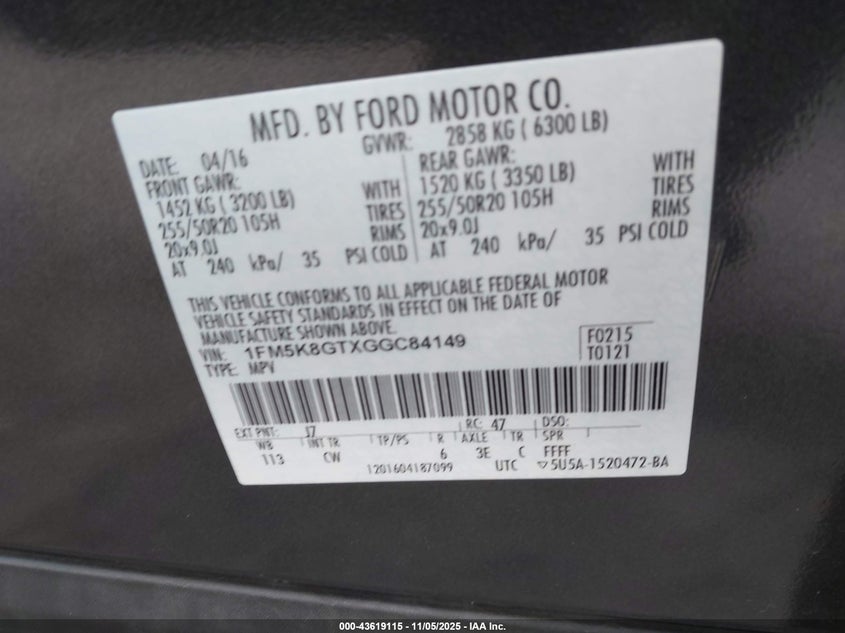 MFD. BY FORD MOTOR CO.
DATE: 04/16 GVWR: 2858 KG ( 6300 LB)
FRONT GAWR: REAR GAWR:
1452 KG ( 3200 LB) WITH 1520 KG ( 3350 LB) WITH
255/50R20 105H TIRES 255/50R20 105H TIRES
20x9.0J RIMS 20x9.0J RIMS
AT 240 kPa/ 35 PSI COLD AT 240 kPa/ 35 PSI COLD
THIS VEHICLE CONFORMS TO ALL APPLICABLE FEDERAL MOTOR
VEHICLE SAFETY STANDARDS IN EFFECT ON THE DATE OF
MANUFACTURE SHOWN ABOVE.
VIN: 1FM5K8GTXGGC84149 F0215
TYPE: MPV T0121
EXT PNT: J7 RC: 47 DSO:
WB INT TR TP/PS R AXLE TR SPR
113 CW 6 3E C FFFF
1201604187099 UTC ▽5U5A-1520472-BA
000-43619115 - 11/05/2025 - IAA Inc.